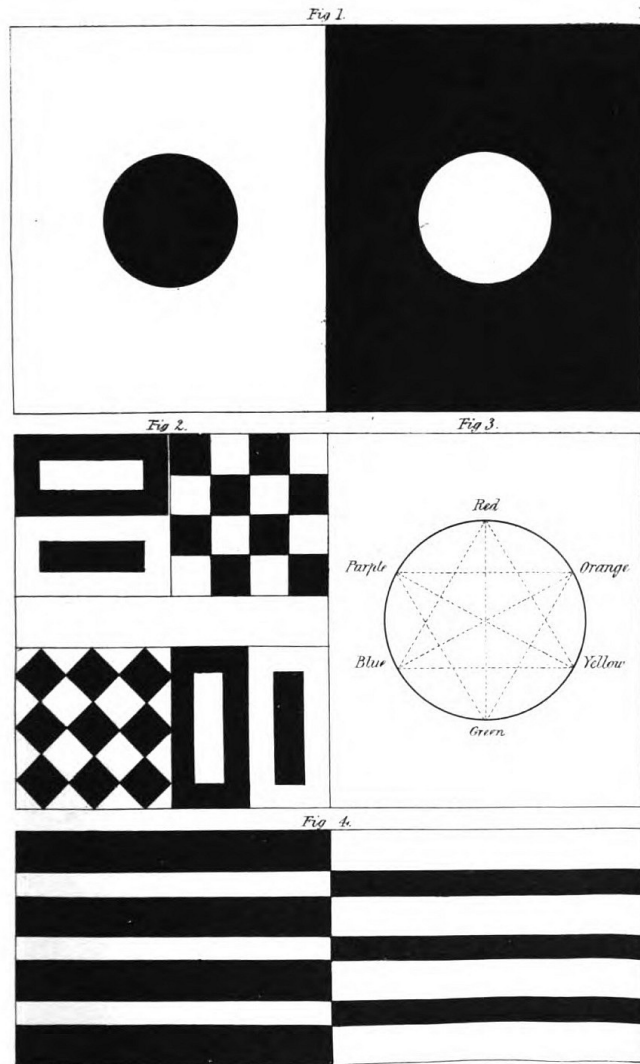 Fig 1.
Fig 2.
Fig 3.
Red
Purple
Orange
Blue
Yellow
Green
Fig 4.